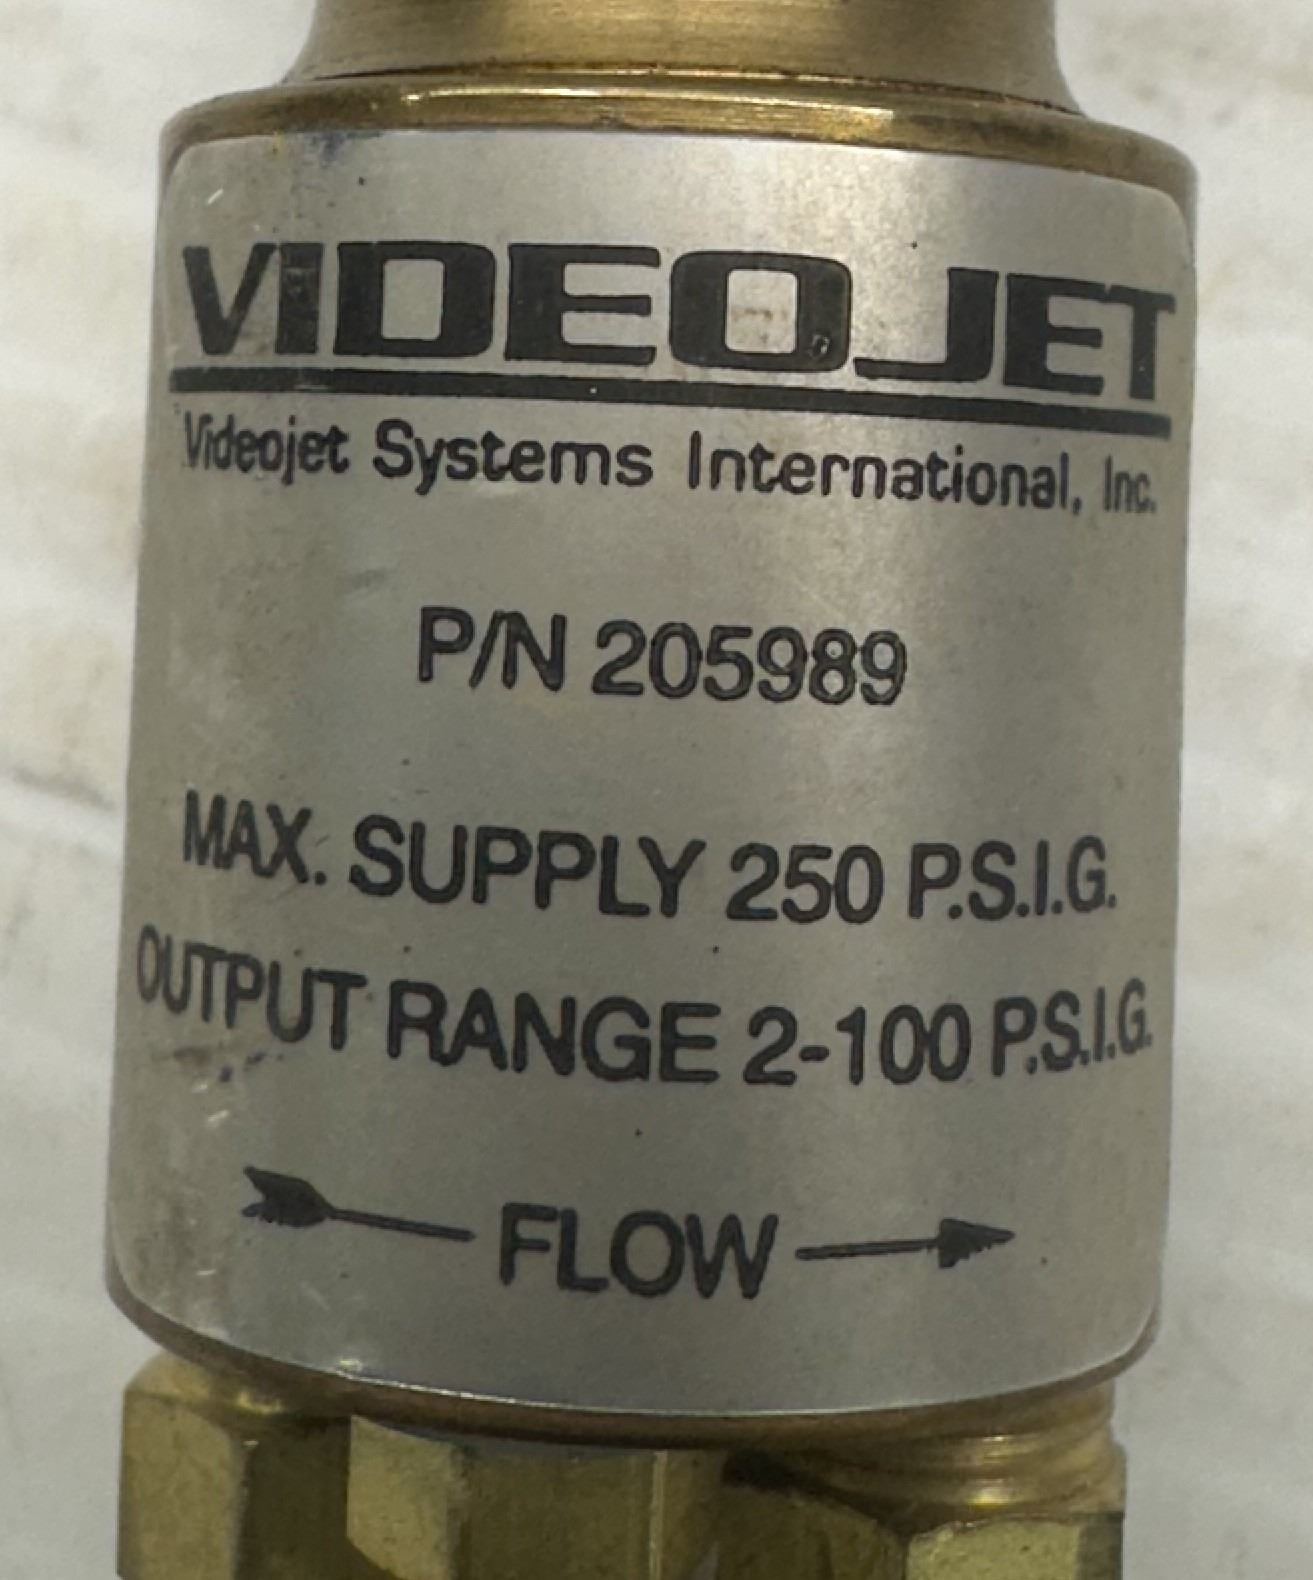 VIDEOJET
Videojet Systems International, Inc.
P/N 205989
MAX. SUPPLY 250 P.S.I.G.
OUTPUT RANGE 2-100 P.S.I.G.
FLOW